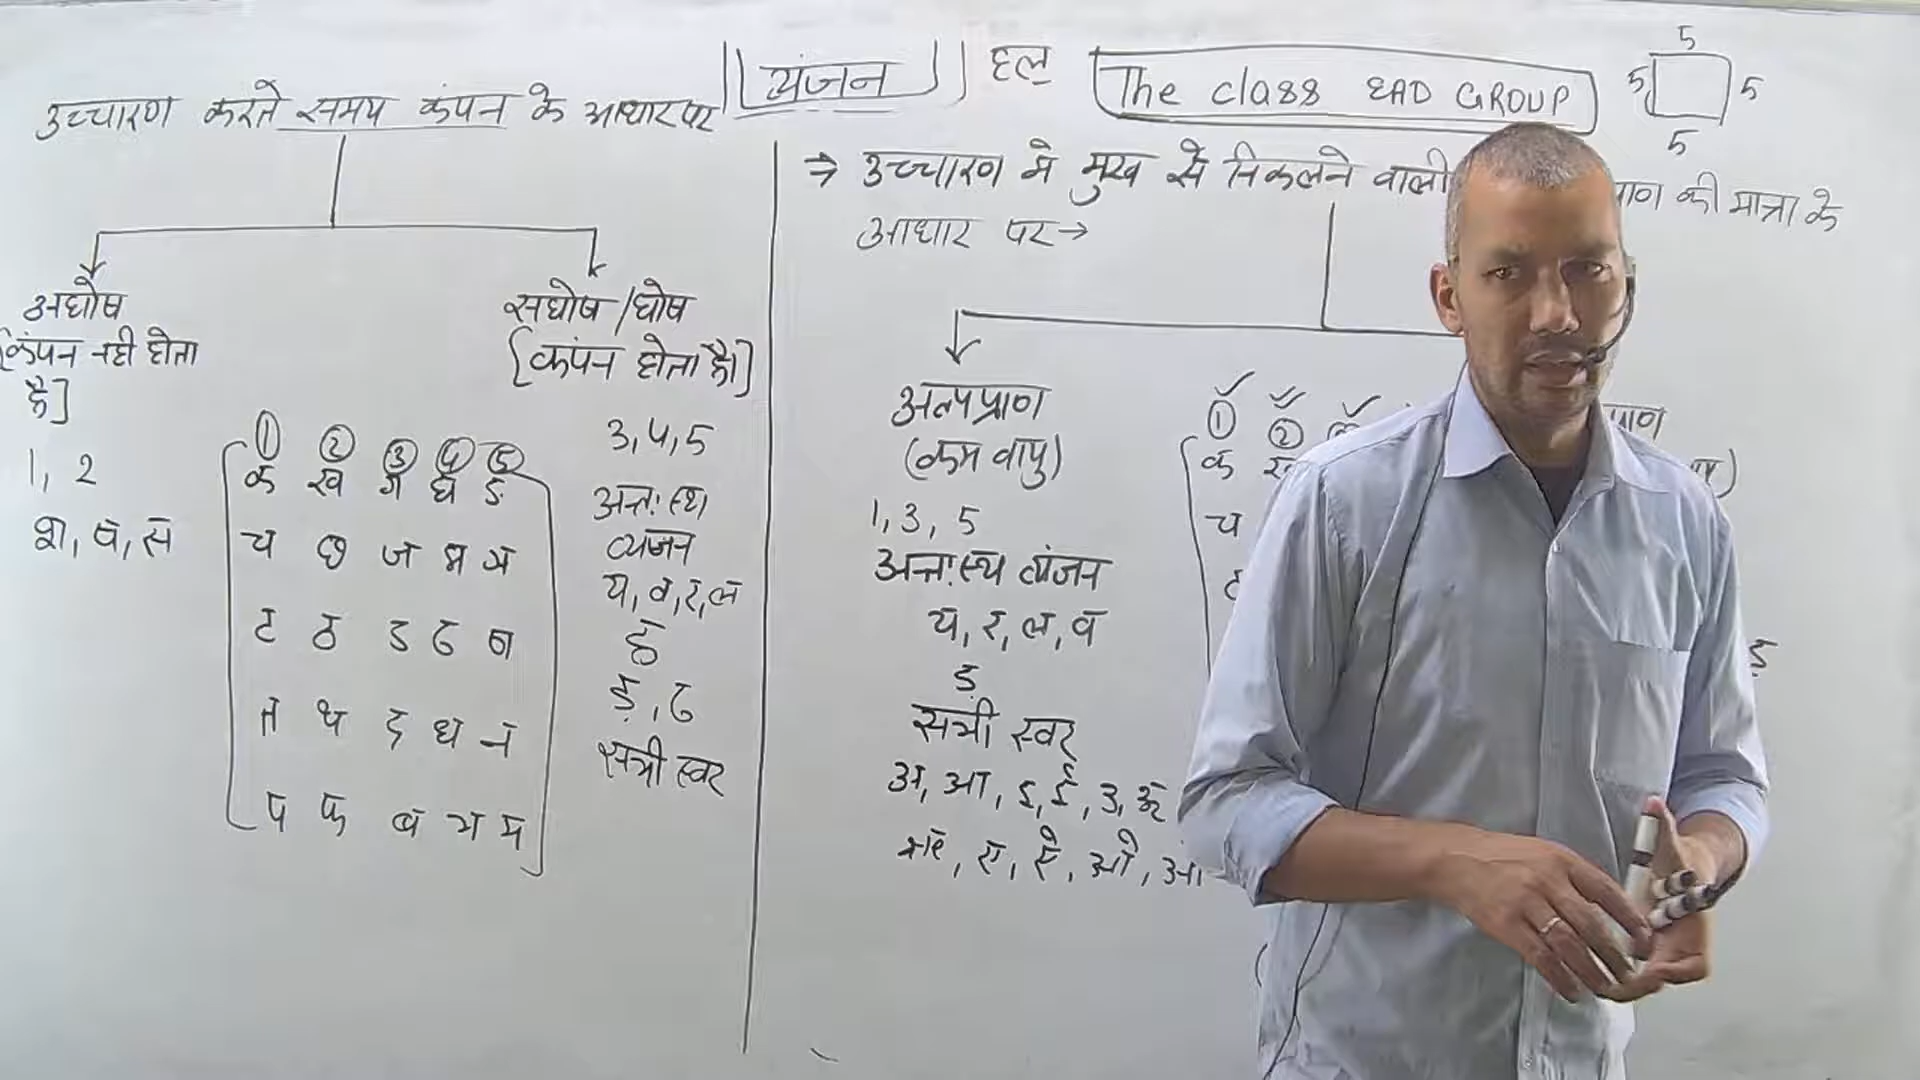 व्यंजन
हल
The class EAD GROUP
5
5
5
5
उच्चारण करते समय कंपन के आधार पर
अघोष
[कंपन नही होता
है]
1, 2
श, ष, स
① ② ③ ④ ⑤
क ख ग घ ङ
च छ ज झ ञ
ट ठ ड ढ ण
त थ द ध न
प फ ब भ म
सघोष/घोष
[कंपन होता है।]
3,4,5
अन्तः स्थ
व्यंजन
य, व, र, ल
ह
ड़, ढ
सभी स्वर
⇒ उच्चारण मे मुख से निकलने वाली
की मात्रा के
आधार पर→
अल्पप्राण
(कम वायु)
1, 3, 5
अन्तः स्थ व्यंजन
य, र, ल, व
ड़
सभी स्वर
अ, आ, इ, ई, उ, ऊ
ऋ, ए, ऐ, ओ,
① ②
क
च